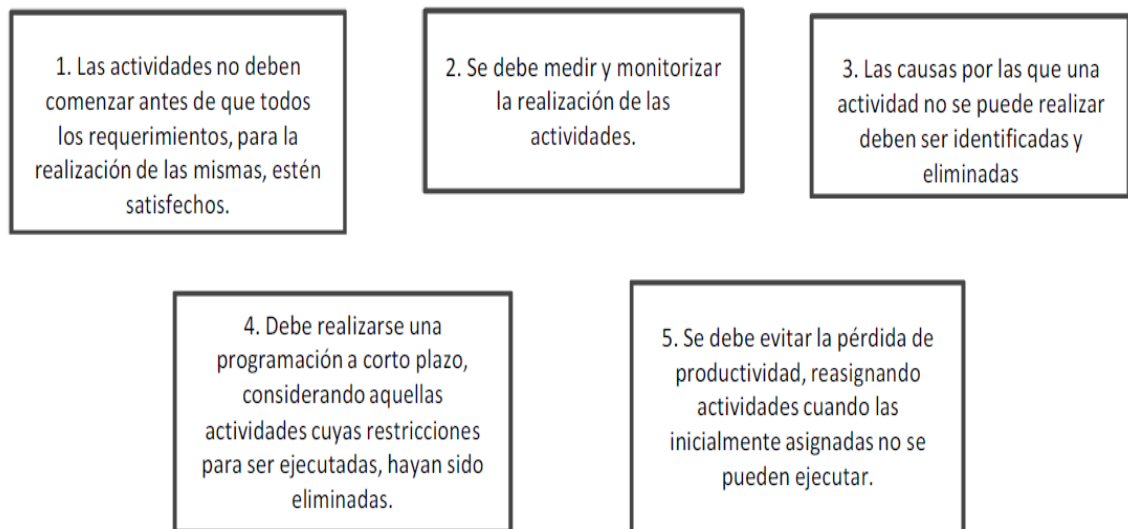 1. Las actividades no deben
comenzar antes de que todos
los requerimientos, para la
realización de las mismas, estén
satisfechos.
2. Se debe medir y monitorizar
la realización de las
actividades.
3. Las causas por las que una
actividad no se puede realizar
deben ser identificadas y
eliminadas
4. Debe realizarse una
programación a corto plazo,
considerando aquellas
actividades cuyas restricciones
para ser ejecutadas, hayan sido
eliminadas.
5. Se debe evitar la pérdida de
productividad, reasignando
actividades cuando las
inicialmente asignadas no se
pueden ejecutar.